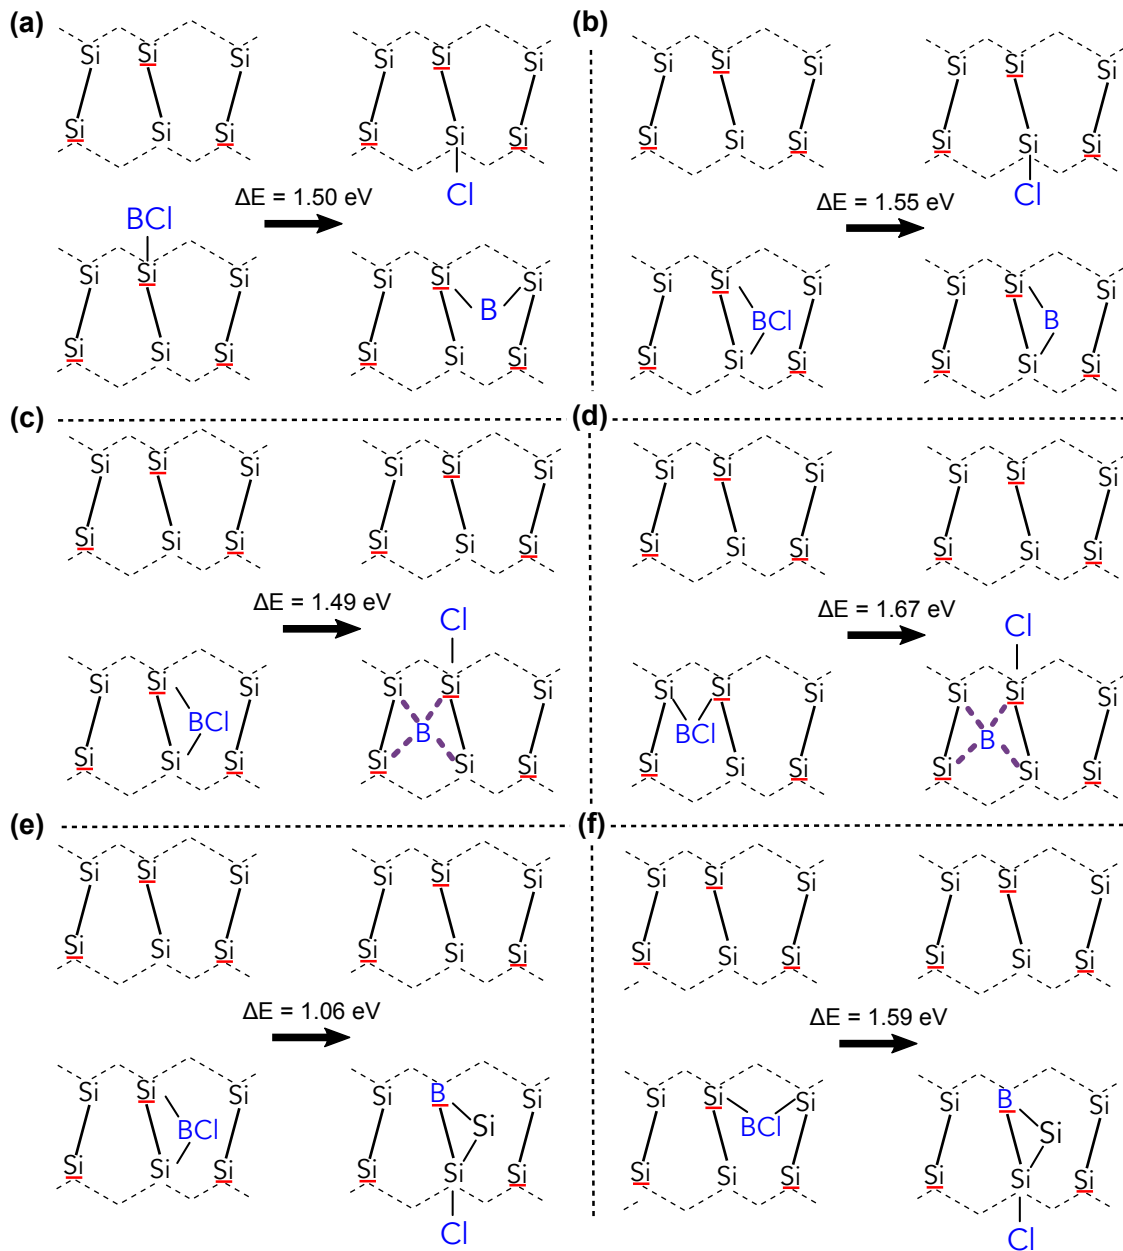 (a)
Si Si Si Si Si Si
Si Si Si Si Si Si
Cl
ΔE = 1.50 eV
BCl
Si Si Si Si Si Si
B
Si Si Si Si Si Si
(b)
Si Si Si Si Si Si
Si Si Si Si Si Si
Cl
ΔE = 1.55 eV
Si Si Si Si Si Si
BCl B
Si Si Si Si Si Si
(c)
Si Si Si Si Si Si
Si Si Si Si Si Si
ΔE = 1.49 eV
Cl
Si Si Si Si Si Si
BCl B
Si Si Si Si Si Si
(d)
Si Si Si Si Si Si
Si Si Si Si Si Si
ΔE = 1.67 eV
Cl
Si Si Si Si Si Si
BCl B
Si Si Si Si Si Si
(e)
Si Si Si Si Si Si
Si Si Si Si Si Si
ΔE = 1.06 eV
Si Si Si Si B Si
BCl Si
Si Si Si Si Si Si
Cl
(f)
Si Si Si Si Si Si
Si Si Si Si Si Si
ΔE = 1.59 eV
Si Si Si Si B Si
BCl Si
Si Si Si Si Si Si
Cl